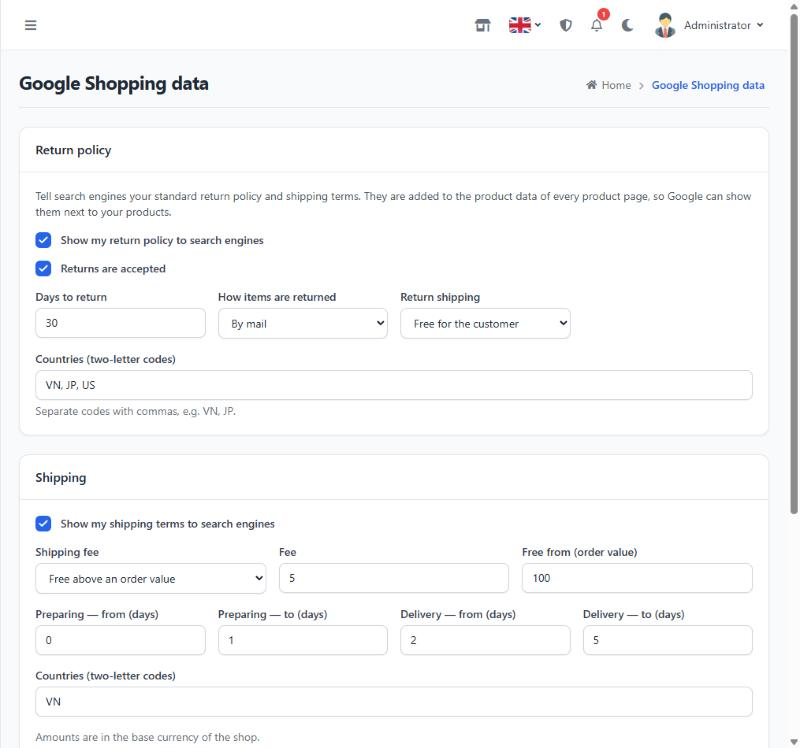 1
Administrator
Google Shopping data
Home
Google Shopping data
Return policy
Tell search engines your standard return policy and shipping terms. They are added to the product data of every product page, so Google can show
them next to your products.
Show my return policy to search engines
Returns are accepted
Days to return
How items are returned
Return shipping
30
By mail
Free for the customer
Countries (two-letter codes)
VN, JP, US
Separate codes with commas, e.g. VN, JP.
Shipping
Show my shipping terms to search engines
Shipping fee
Fee
Free from (order value)
Free above an order value
5
100
Preparing — from (days)
Preparing — to (days)
Delivery — from (days)
Delivery — to (days)
0
1
2
5
Countries (two-letter codes)
VN
Amounts are in the base currency of the shop.